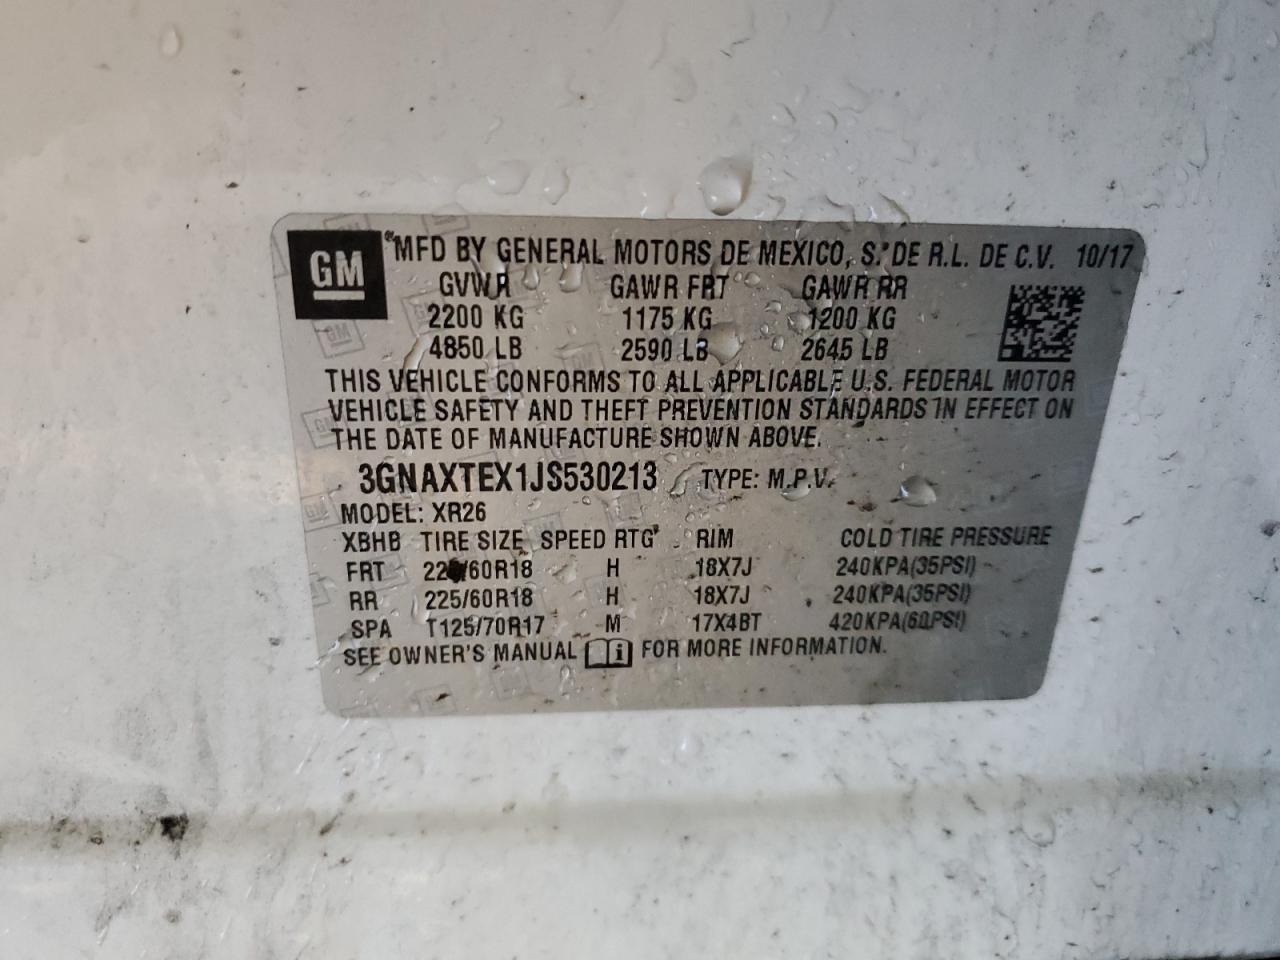 GM MFD BY GENERAL MOTORS DE MEXICO, S. DE R.L. DE C.V. 10/17
GVWR GAWR FRT GAWR RR
2200 KG 1175 KG 1200 KG
4850 LB 2590 LB 2645 LB
THIS VEHICLE CONFORMS TO ALL APPLICABLE U.S. FEDERAL MOTOR
VEHICLE SAFETY AND THEFT PREVENTION STANDARDS IN EFFECT ON
THE DATE OF MANUFACTURE SHOWN ABOVE.
3GNAXTEX1JS530213 TYPE: M.P.V.
MODEL: XR26
XBHB TIRE SIZE SPEED RTG RIM COLD TIRE PRESSURE
FRT 225/60R18 H 18X7J 240KPA(35PSI)
RR 225/60R18 H 18X7J 240KPA(35PSI)
SPA T125/70R17 M 17X4BT 420KPA(60PSI)
SEE OWNER'S MANUAL i FOR MORE INFORMATION.